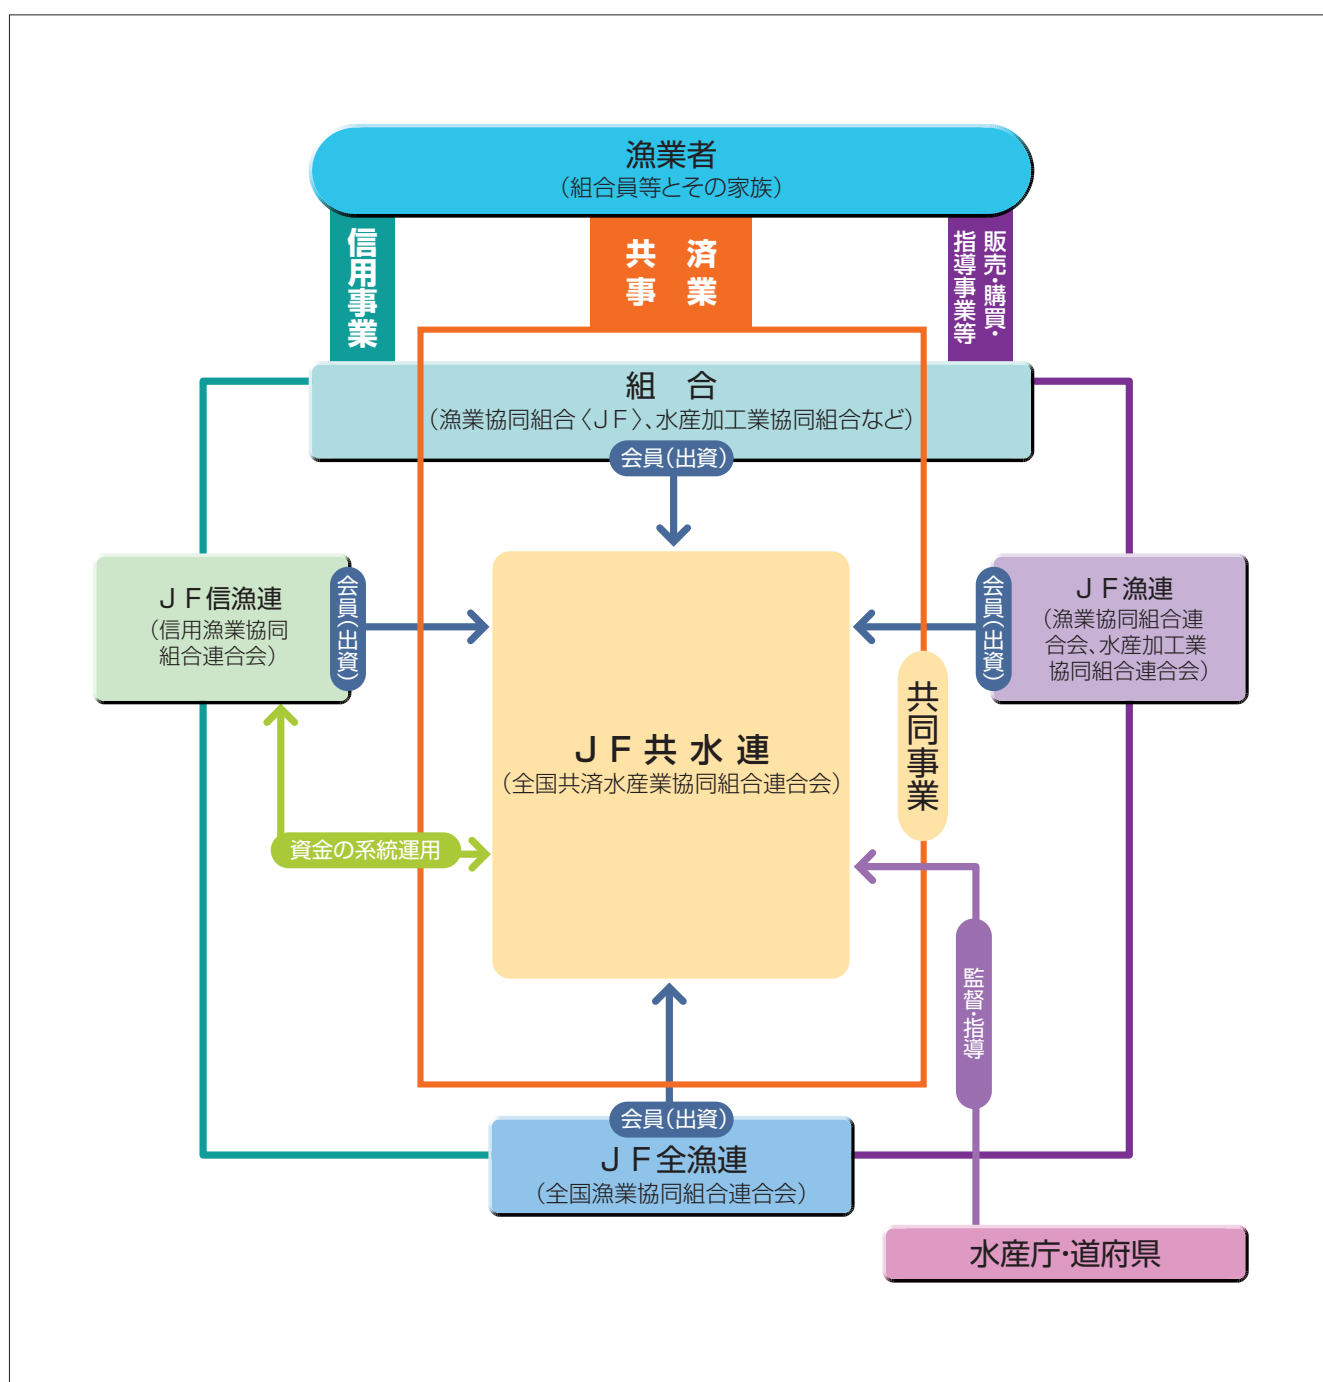 漁業者
（組合員等とその家族）
信用事業
共　済
事　業
販売・購買・
指導事業等
組　合
（漁業協同組合〈ＪＦ〉、水産加工業協同組合など）
会員（出資）
ＪＦ信漁連
（信用漁業協同
組合連合会）
会員（出資）
会員（出資）
ＪＦ漁連
（漁業協同組合連
合会、水産加工業
協同組合連合会）
共同事業
ＪＦ共水連
（全国共済水産業協同組合連合会）
資金の系統運用
監督・指導
会員（出資）
ＪＦ全漁連
（全国漁業協同組合連合会）
水産庁・道府県